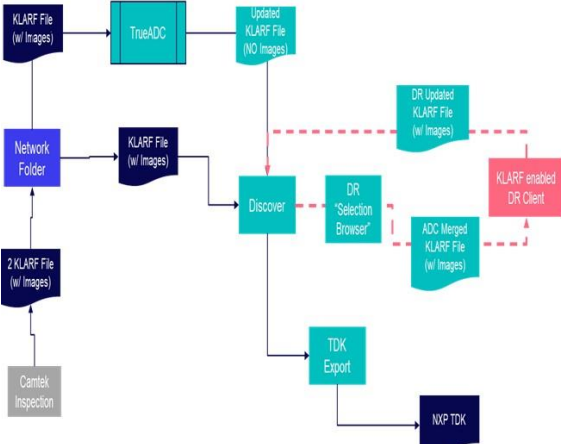 KLARF File
(w/ Images)
TrueADC
Updated
KLARF File
(NO Images)
DR Updated
KLARF File
(w/ Images)
Network
Folder
KLARF File
(w/ Images)
KLARF enabled
DR Client
Discover
DR
“Selection
Browser”
ADC Merged
KLARF File
(w/ Images)
2 KLARF File
(w/ Images)
TDK
Export
Camtek
Inspection
NXP TDK